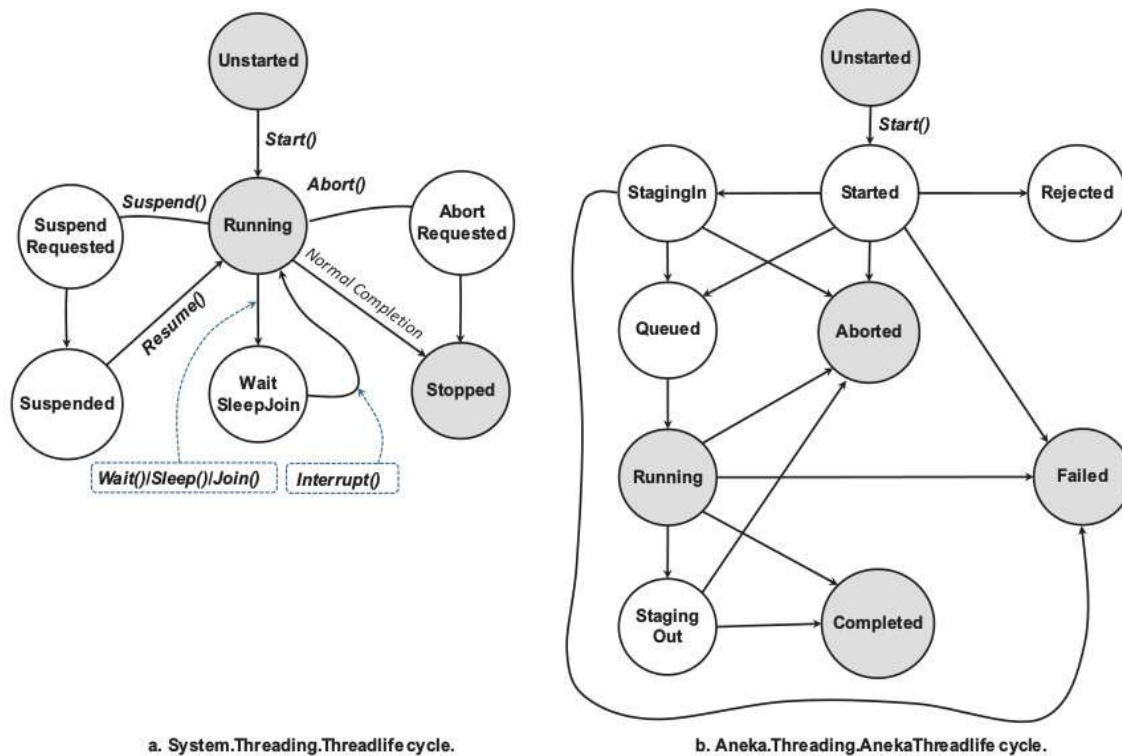 Unstarted
Start()
Suspend()
Abort()
Suspend
Requested
Running
Abort
Requested
Normal Completion
Resume()
Suspended
Wait
SleepJoin
Stopped
Wait()/Sleep()/Join()
Interrupt()
a. System.Threading.Threadlife cycle.
Unstarted
Start()
StagingIn
Started
Rejected
Queued
Aborted
Running
Failed
Staging
Out
Completed
b. Aneka.Threading.AnekaThreadlife cycle.